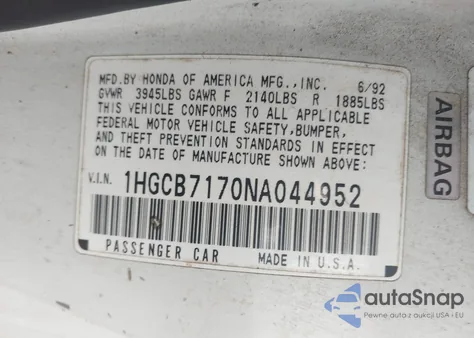 MFD.BY HONDA OF AMERICA MFG.,INC. 6/92
GVWR 3945LBS GAWR F 2140LBS R 1885LBS
THIS VEHICLE CONFORMS TO ALL APPLICABLE
FEDERAL MOTOR VEHICLE SAFETY,BUMPER,
AND THEFT PREVENTION STANDARDS IN EFFECT
ON THE DATE OF MANUFACTURE SHOWN ABOVE:
V.I.N. 1HGCB7170NA044952
PASSENGER CAR MADE IN U.S.A.
AIRBAG
autoSnap
Pewne auta z aukcji USA i EU